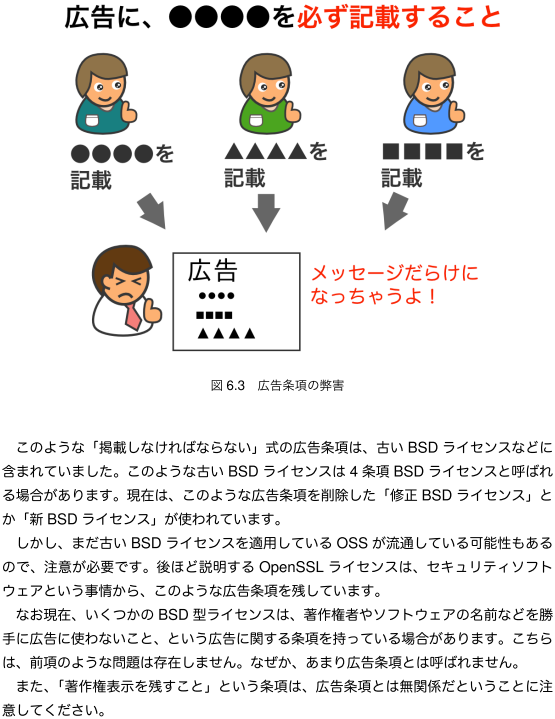 広告に、●●●●を必ず記載すること
●●●●を
記載
▲▲▲▲を
記載
■■■■を
記載
広告
●●●●
■■■■
▲▲▲▲
メッセージだらけに
なっちゃうよ！
図 6.3　広告条項の弊害
このような「掲載しなければならない」式の広告条項は、古い BSD ライセンスなどに
含まれていました。このような古い BSD ライセンスは 4 条項 BSD ライセンスと呼ばれ
る場合があります。現在は、このような広告条項を削除した「修正 BSD ライセンス」と
か「新 BSD ライセンス」が使われています。
しかし、まだ古い BSD ライセンスを適用している OSS が流通している可能性もある
ので、注意が必要です。後ほど説明する OpenSSL ライセンスは、セキュリティソフト
ウェアという事情から、このような広告条項を残しています。
なお現在、いくつかの BSD 型ライセンスは、著作権者やソフトウェアの名前などを勝
手に広告に使わないこと、という広告に関する条項を持っている場合があります。こちら
は、前項のような問題は存在しません。なぜか、あまり広告条項とは呼ばれません。
また、「著作権表示を残すこと」という条項は、広告条項とは無関係だということに注
意してください。